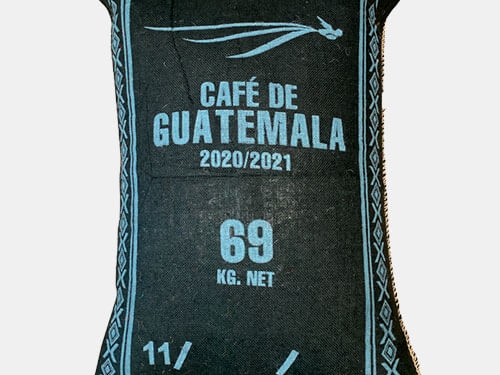 CAFÉ DE
GUATEMALA
2020/2021
69
KG. NET
11/ /